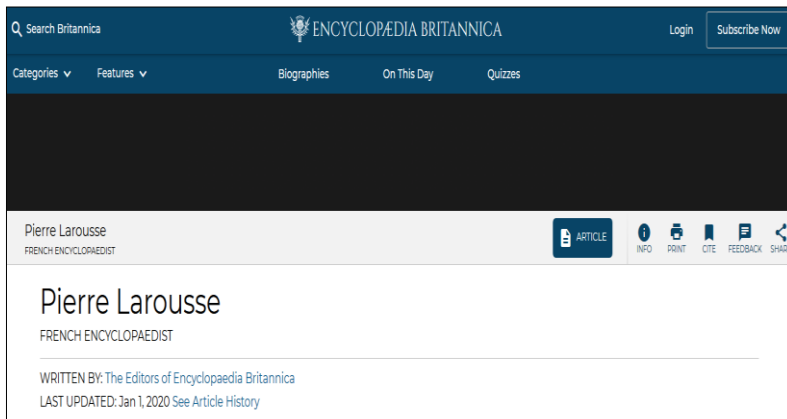 Search Britannica
ENCYCLOPÆDIA BRITANNICA
Login
Subscribe Now
Categories
Features
Biographies
On This Day
Quizzes
Pierre Larousse
FRENCH ENCYCLOPAEDIST
ARTICLE
INFO
PRINT
CITE
FEEDBACK
SHAR
Pierre Larousse
FRENCH ENCYCLOPAEDIST
WRITTEN BY: The Editors of Encyclopaedia Britannica
LAST UPDATED: Jan 1, 2020 See Article History